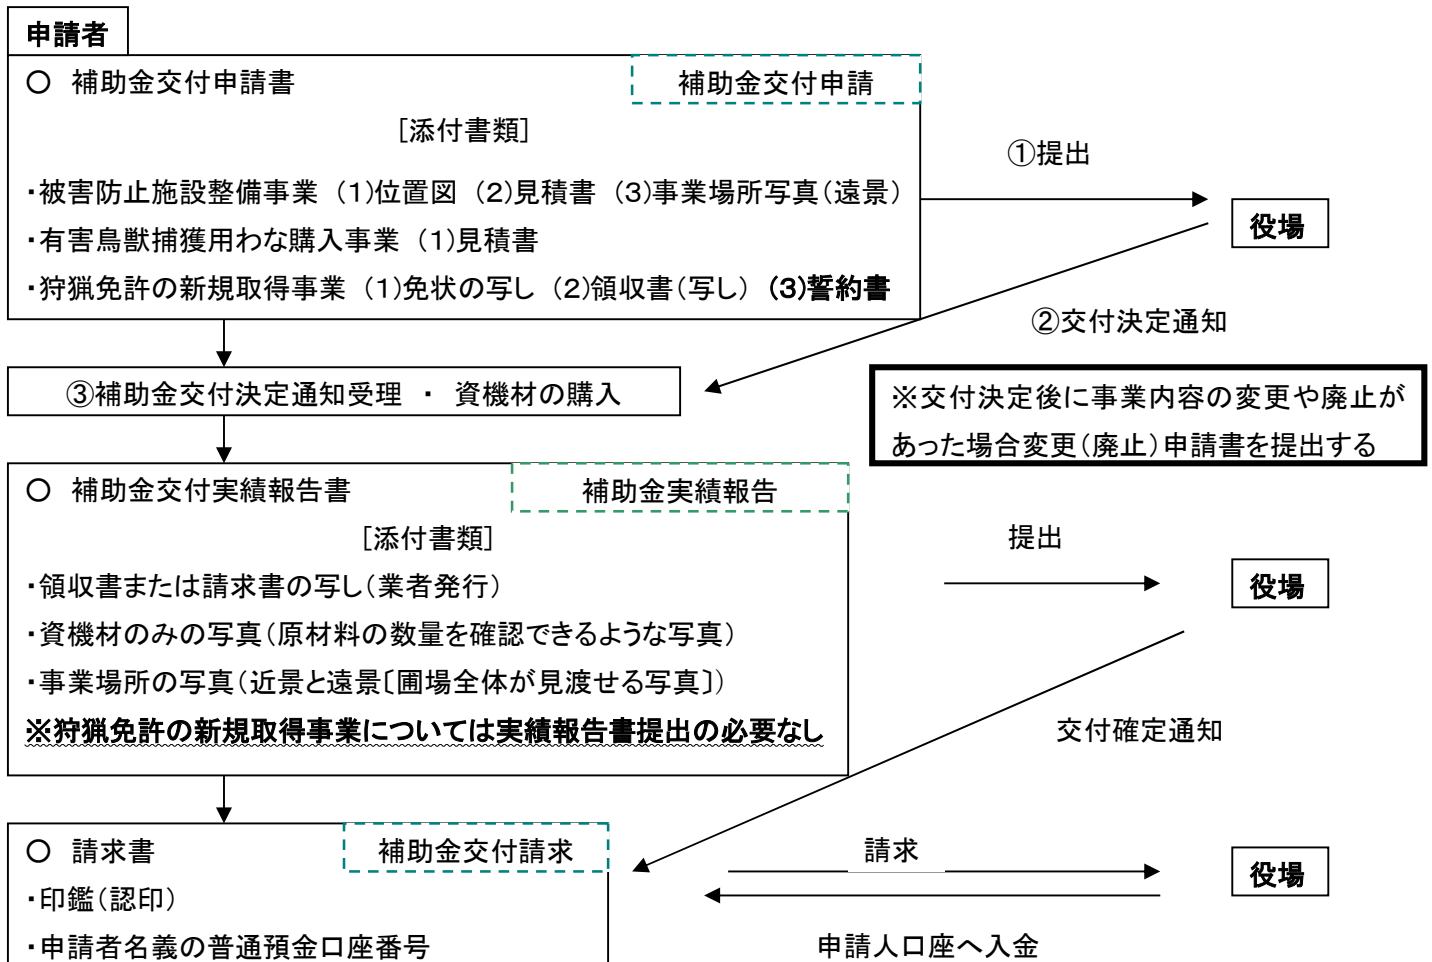 申請者
○ 補助金交付申請書
補助金交付申請
[添付書類]
・被害防止施設整備事業 (1)位置図 (2)見積書 (3)事業場所写真(遠景)
・有害鳥獣捕獲用わな購入事業 (1)見積書
・狩猟免許の新規取得事業 (1)免状の写し (2)領収書(写し) (3)誓約書
①提出
役場
②交付決定通知
③補助金交付決定通知受理 ・ 資機材の購入
※交付決定後に事業内容の変更や廃止が
あった場合変更(廃止)申請書を提出する
○ 補助金交付実績報告書
補助金実績報告
[添付書類]
・領収書または請求書の写し(業者発行)
・資機材のみの写真(原材料の数量を確認できるような写真)
・事業場所の写真(近景と遠景〔圃場全体が見渡せる写真〕)
※狩猟免許の新規取得事業については実績報告書提出の必要なし
提出
役場
交付確定通知
○ 請求書
補助金交付請求
・印鑑(認印)
・申請者名義の普通預金口座番号
請求
役場
申請人口座へ入金